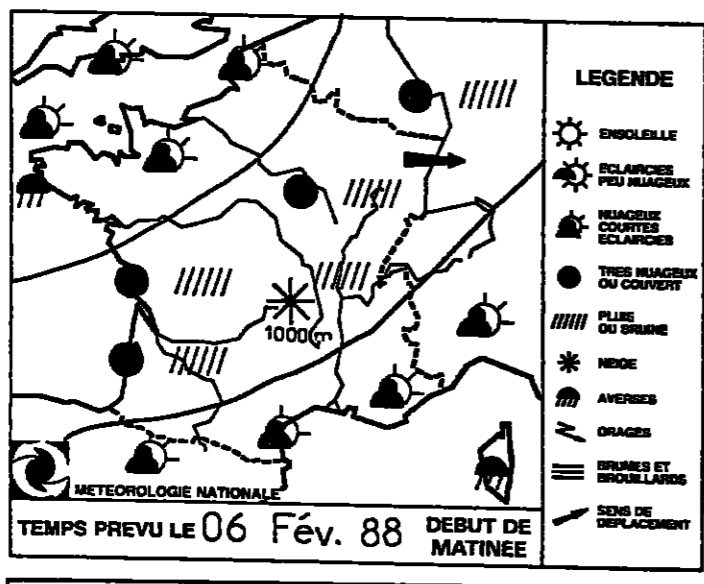 LEGENDE
ENSOLEILLE
ECLAIRCIES
PEU NUAGEUX
NUAGEUX
COURTES
ECLAIRCIES
TRES NUAGEUX
OU COUVERT
PLUIE
OU BRUINE
NEIGE
AVERSES
ORAGES
BRUMES ET
BROUILLARDS
SENS DE
DEPLACEMENT
1000m
METEOROLOGIE NATIONALE
TEMPS PREVU LE 06 Fév. 88 DEBUT DE
MATINÉE